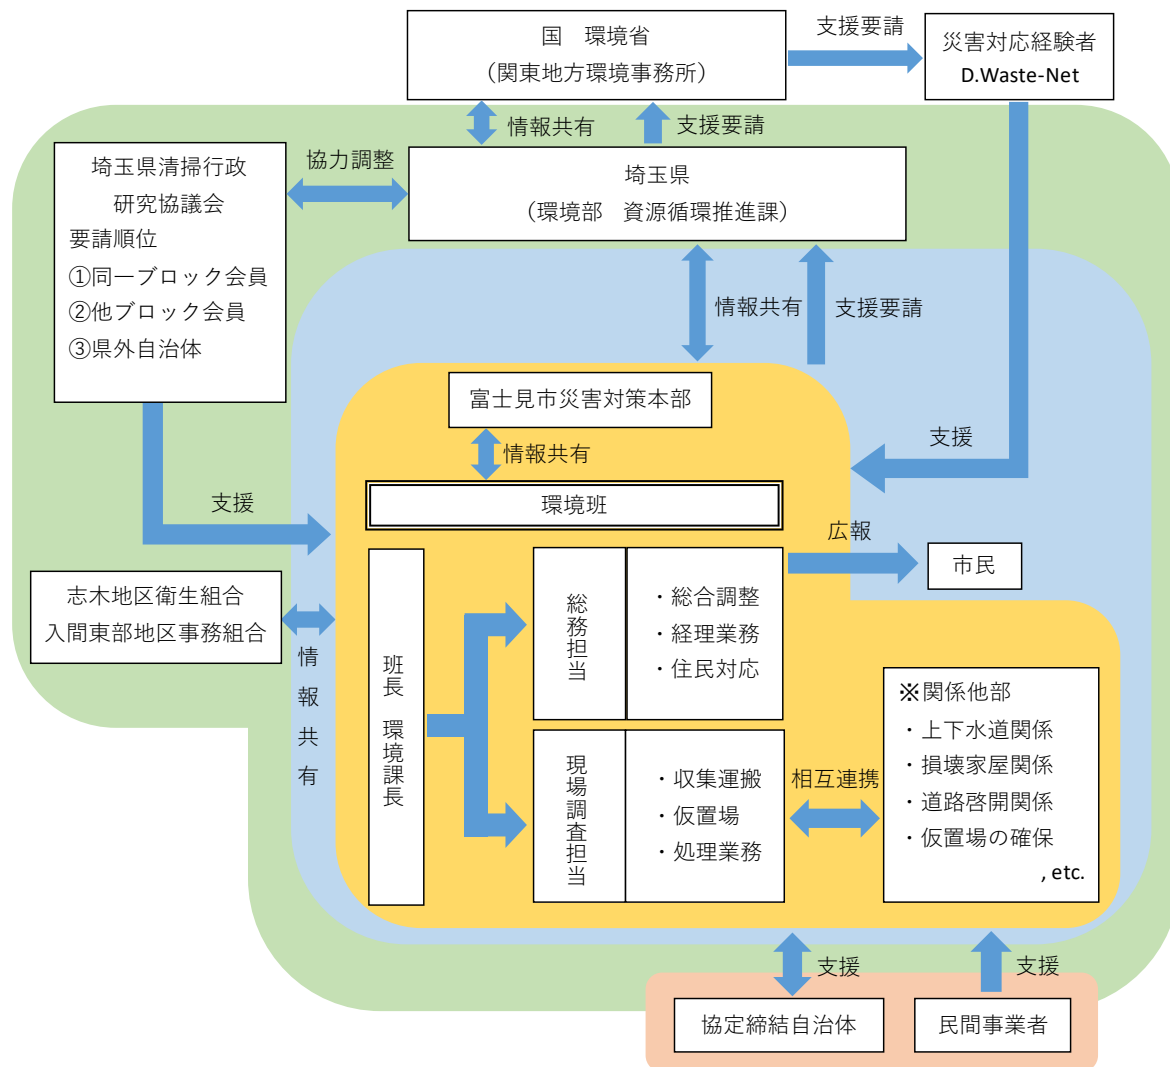 国　環境省
（関東地方環境事務所）
支援要請
災害対応経験者
D.Waste-Net
情報共有
支援要請
埼玉県清掃行政
研究協議会
要請順位
①同一ブロック会員
②他ブロック会員
③県外自治体
協力調整
埼玉県
（環境部　資源循環推進課）
情報共有
支援要請
富士見市災害対策本部
情報共有
支援
環境班
支援
広報
市民
志木地区衛生組合
入間東部地区事務組合
情報共有
班長　環境課長
総務担当
・総合調整
・経理業務
・住民対応
現場調査担当
・収集運搬
・仮置場
・処理業務
相互連携
※関係他部
・上下水道関係
・損壊家屋関係
・道路啓開関係
・仮置場の確保
, etc.
支援
支援
協定締結自治体
民間事業者